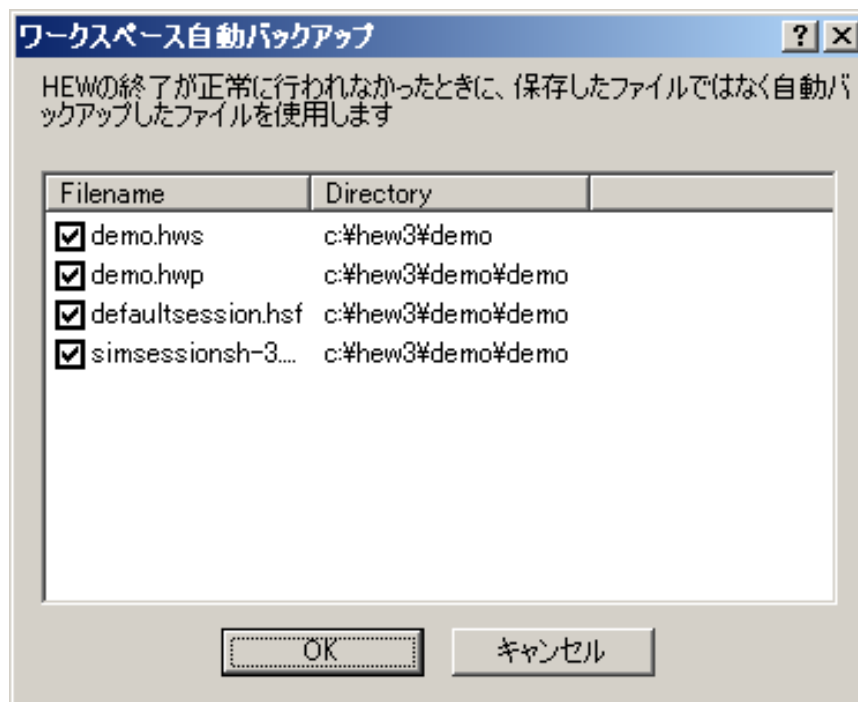 ワークスペース自動バックアップ
HEWの終了が正常に行われなかったときに、保存したファイルではなく自動バ
ックアップしたファイルを使用します
Filename Directory
demo.hws c:¥hew3¥demo
demo.hwp c:¥hew3¥demo¥demo
defaultsession.hsf c:¥hew3¥demo¥demo
simsessionsh-3.... c:¥hew3¥demo¥demo
OK キャンセル